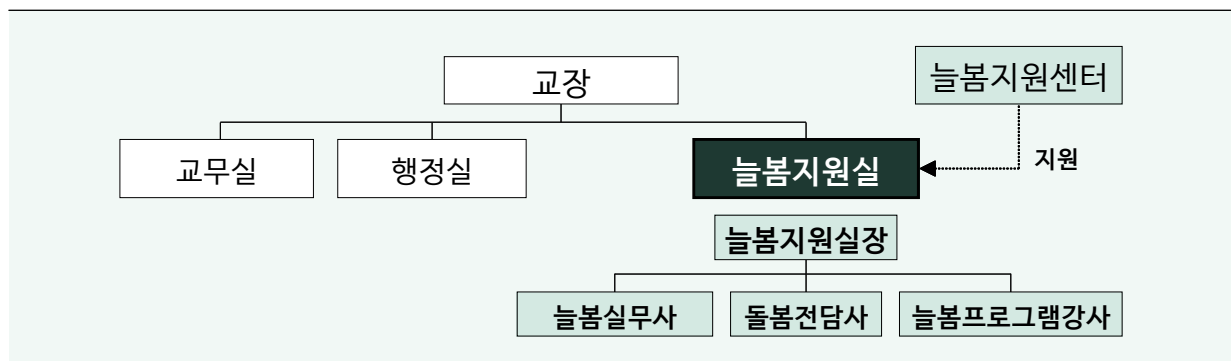 교장
늘봄지원센터
교무실
행정실
늘봄지원실
지원
늘봄지원실장
늘봄실무사
돌봄전담사
늘봄프로그램강사